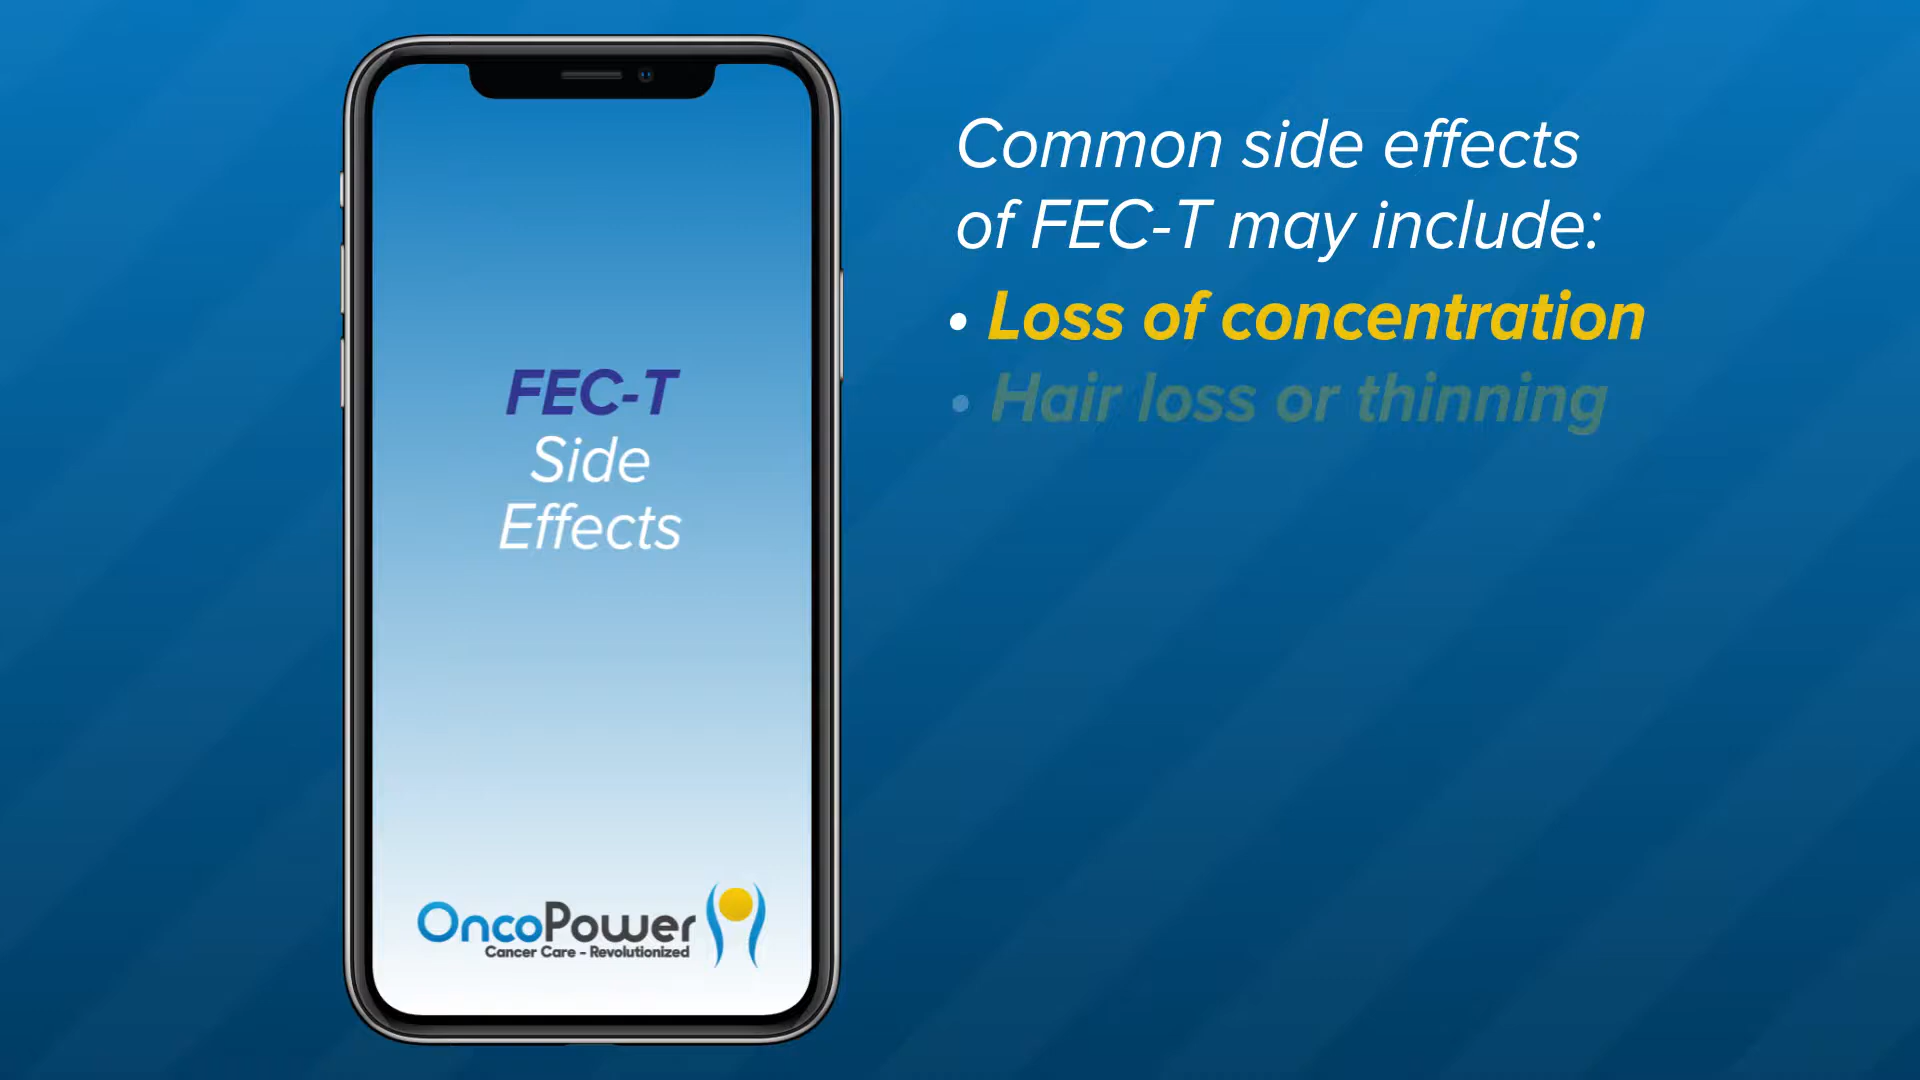 FEC-T
Side
Effects
OncoPower
Cancer Care - Revolutionized
Common side effects
of FEC-T may include:
• Loss of concentration
• Hair loss or thinning